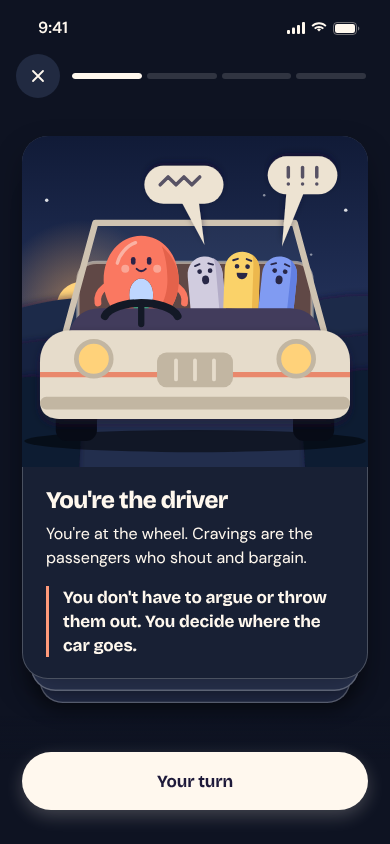 9:41
!!!
You're the driver
You're at the wheel. Cravings are the
passengers who shout and bargain.
You don't have to argue or throw
them out. You decide where the
car goes.
Your turn